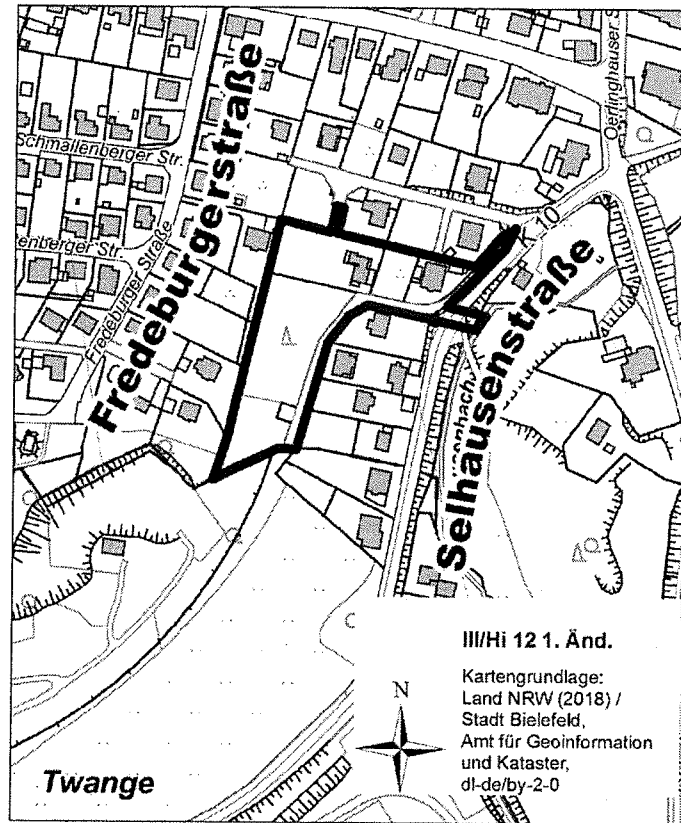 Oerlinghauser S
Schmallenberger Str.
enberger Str.
Fredeburger Straße
Fredeburgerstraße
10
Selhausenstraße
enbach
III/Hi 12 1. Änd.
Kartengrundlage:
Land NRW (2018) /
Stadt Bielefeld,
Amt für Geoinformation
und Kataster,
dl-de/by-2-0
N
Twange